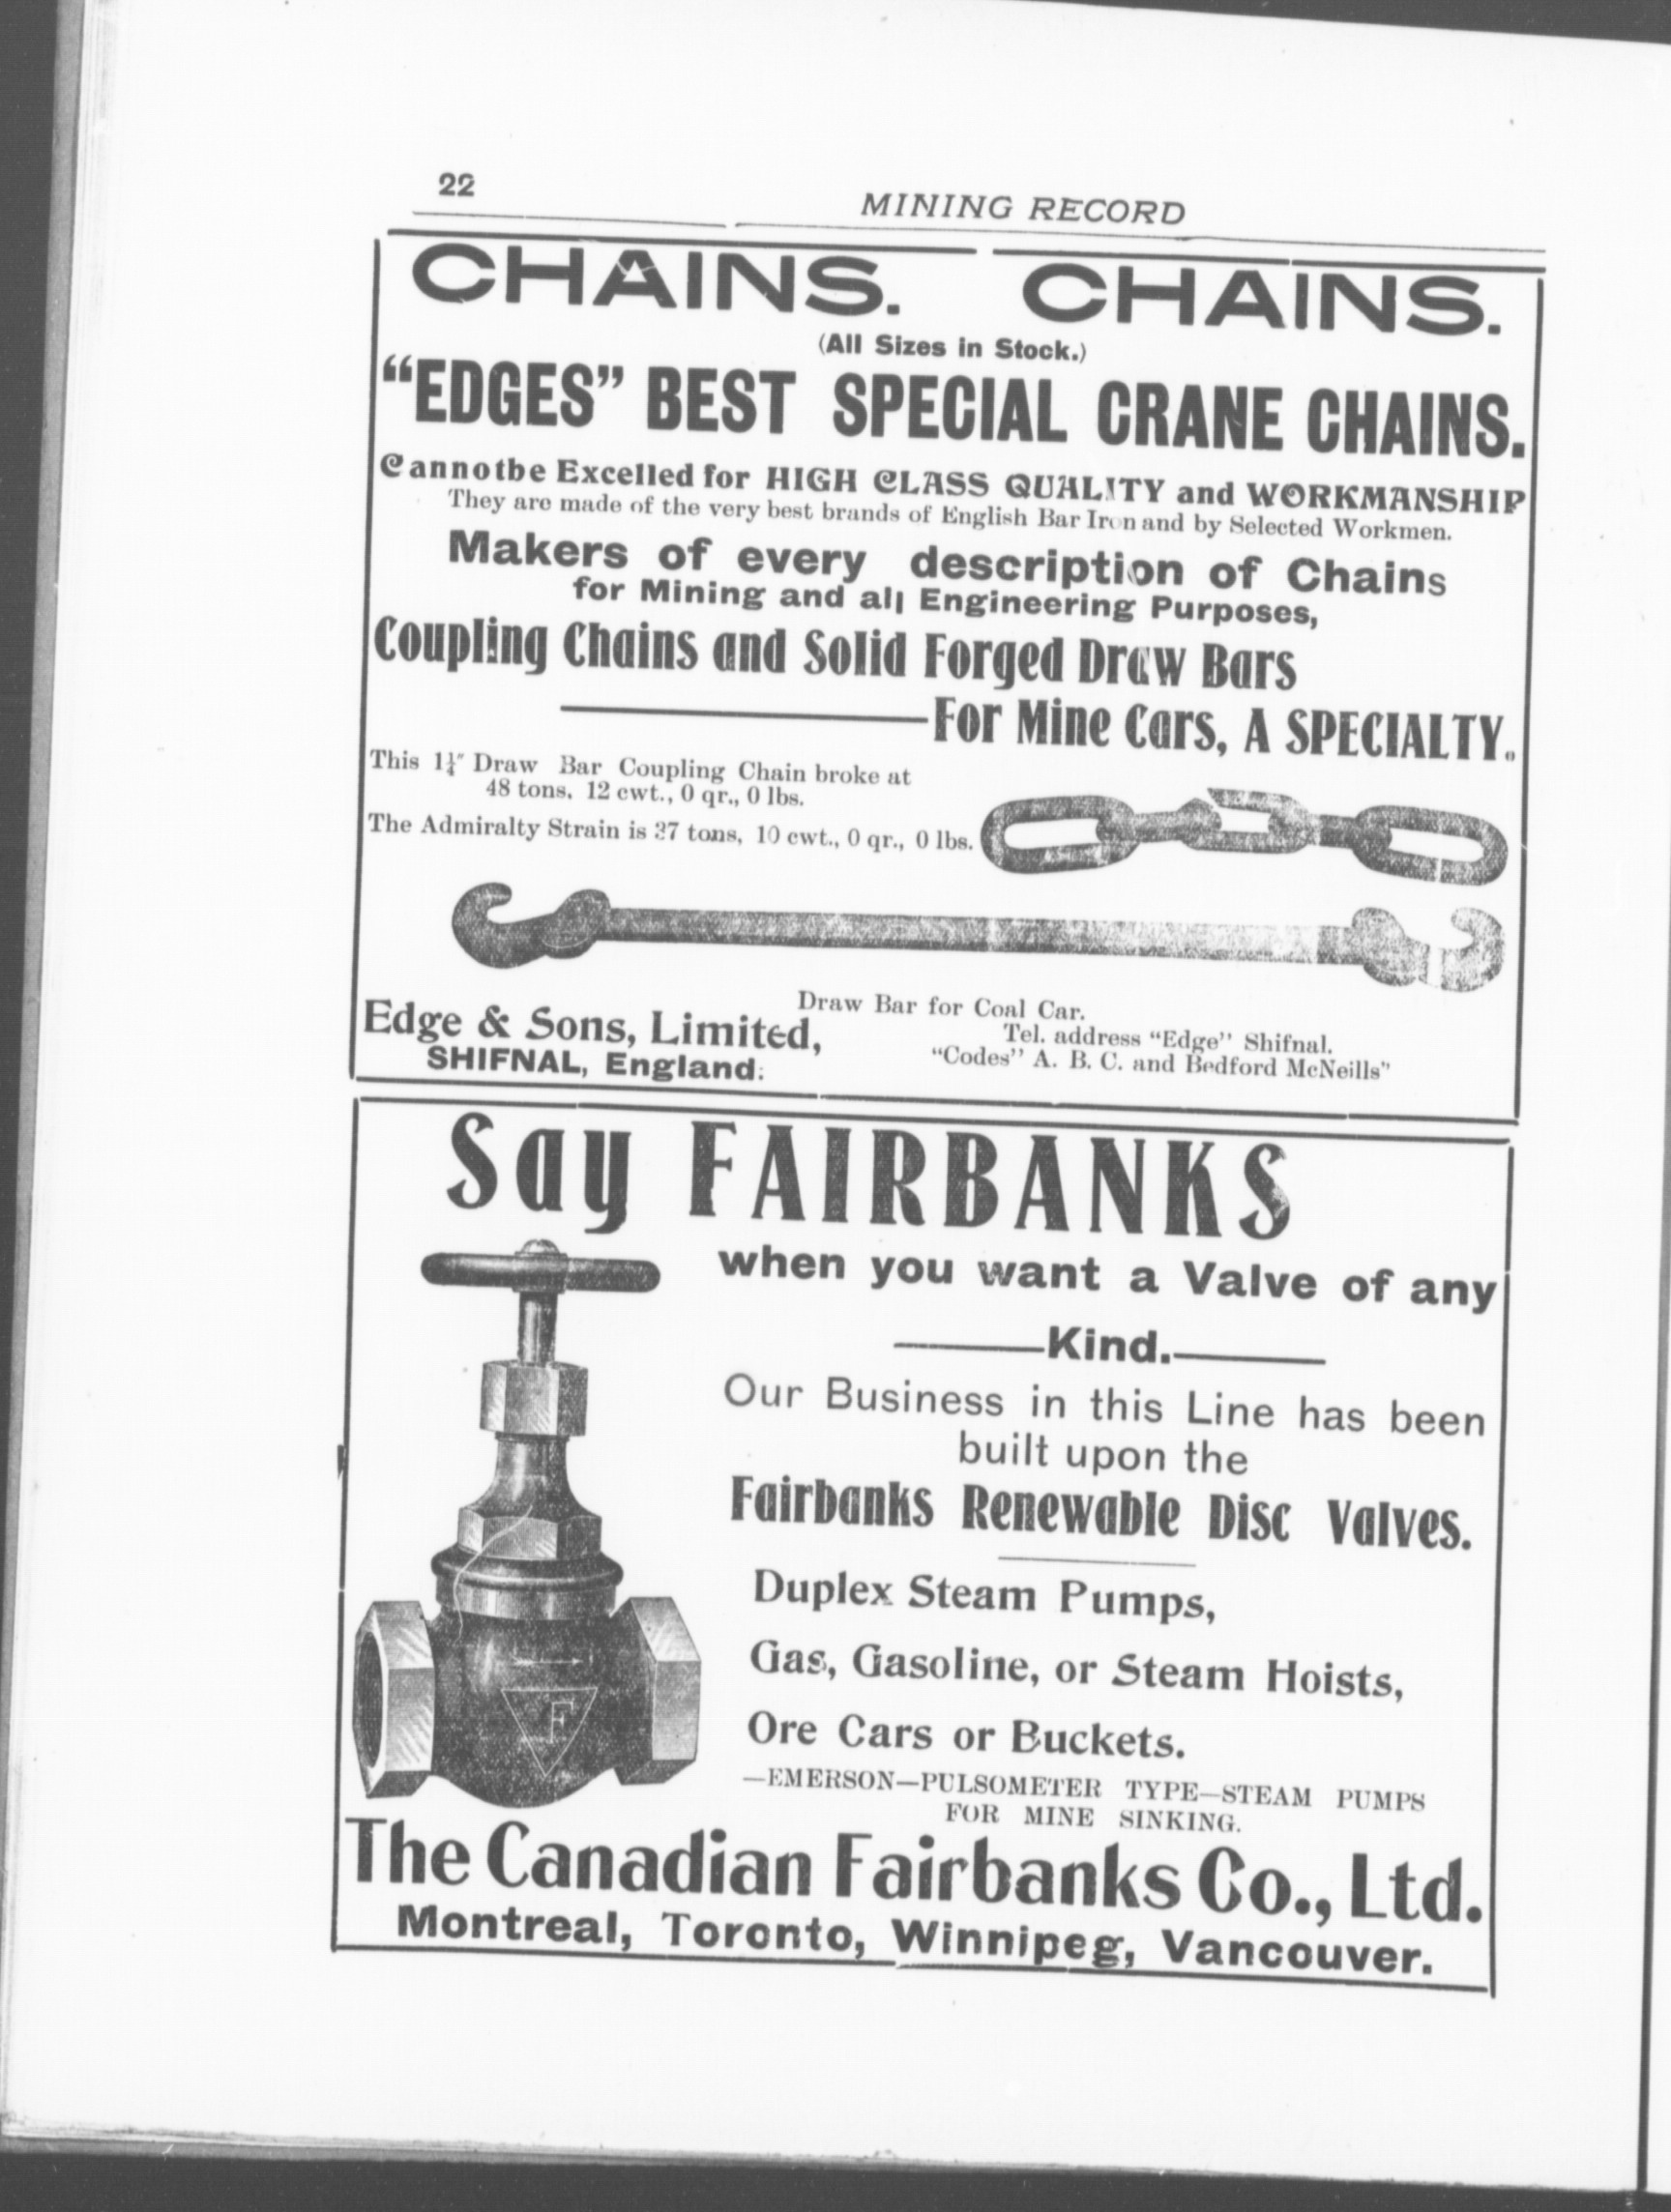 22
MINING RECORD
CHAINS. CHAINS.
(All Sizes in Stock.)
“EDGES” BEST SPECIAL CRANE CHAINS.
Cannotbe Excelled for HIGH CLASS QUALITY and WORKMANSHIP
They are made of the very best brands of English Bar Iron and by Selected Workmen.
Makers of every description of Chains
for Mining and all Engineering Purposes,
Coupling Chains and Solid Forged Draw Bars
For Mine Cars, A SPECIALTY.
This 1¼″ Draw Bar Coupling Chain broke at
48 tons. 12 cwt., 0 qr., 0 lbs.
The Admiralty Strain is 27 tons, 10 cwt., 0 qr., 0 lbs.
Draw Bar for Coal Car.
Edge & Sons, Limited,
SHIFNAL, England.
Tel. address “Edge” Shifnal.
“Codes” A. B. C. and Bedford McNeills”
Say FAIRBANKS
when you want a Valve of any
Kind.
Our Business in this Line has been
built upon the
Fairbanks Renewable Disc Valves.
Duplex Steam Pumps,
Gas, Gasoline, or Steam Hoists,
Ore Cars or Buckets.
—EMERSON—PULSOMETER TYPE—STEAM PUMPS
FOR MINE SINKING.
F
The Canadian Fairbanks Co., Ltd.
Montreal, Toronto, Winnipeg, Vancouver.